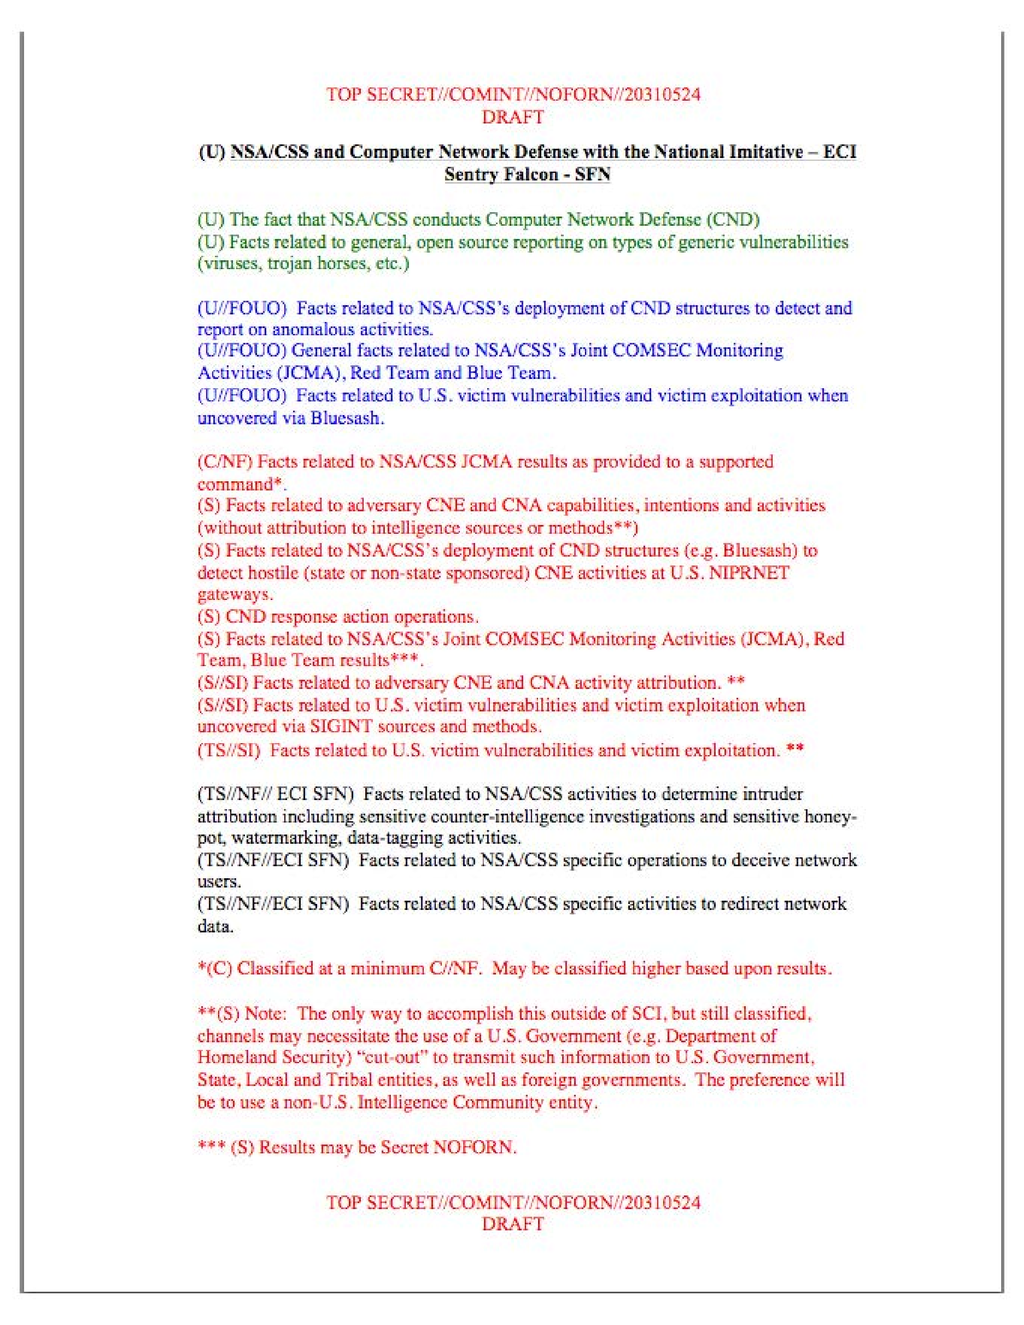 TOP SECRET//COMINT//NOFORN//20310524
DRAFT
(U) NSA/CSS and Computer Network Defense with the National Imitative – ECI
Sentry Falcon - SFN
(U) The fact that NSA/CSS conducts Computer Network Defense (CND)
(U) Facts related to general, open source reporting on types of generic vulnerabilities
(viruses, trojan horses, etc.)
(U//FOUO) Facts related to NSA/CSS's deployment of CND structures to detect and
report on anomalous activities.
(U//FOUO) General facts related to NSA/CSS's Joint COMSEC Monitoring
Activities (JCMA), Red Team and Blue Team.
(U//FOUO) Facts related to U.S. victim vulnerabilities and victim exploitation when
uncovered via Bluesash.
(C/NF) Facts related to NSA/CSS JCMA results as provided to a supported
command*.
(S) Facts related to adversary CNE and CNA capabilities, intentions and activities
(without attribution to intelligence sources or methods**)
(S) Facts related to NSA/CSS's deployment of CND structures (e.g. Bluesash) to
detect hostile (state or non-state sponsored) CNE activities at U.S. NIPRNET
gateways.
(S) CND response action operations.
(S) Facts related to NSA/CSS's Joint COMSEC Monitoring Activities (JCMA), Red
Team, Blue Team results***.
(S//SI) Facts related to adversary CNE and CNA activity attribution. **
(S//SI) Facts related to U.S. victim vulnerabilities and victim exploitation when
uncovered via SIGINT sources and methods.
(TS//SI) Facts related to U.S. victim vulnerabilities and victim exploitation. **
(TS//NF// ECI SFN) Facts related to NSA/CSS activities to determine intruder
attribution including sensitive counter-intelligence investigations and sensitive honey-
pot, watermarking, data-tagging activities.
(TS//NF//ECI SFN) Facts related to NSA/CSS specific operations to deceive network
users.
(TS//NF//ECI SFN) Facts related to NSA/CSS specific activities to redirect network
data.
*(C) Classified at a minimum C//NF. May be classified higher based upon results.
**(S) Note: The only way to accomplish this outside of SCI, but still classified,
channels may necessitate the use of a U.S. Government (e.g. Department of
Homeland Security) “cut-out” to transmit such information to U.S. Government,
State, Local and Tribal entities, as well as foreign governments. The preference will
be to use a non-U.S. Intelligence Community entity.
*** (S) Results may be Secret NOFORN.
TOP SECRET//COMINT//NOFORN//20310524
DRAFT